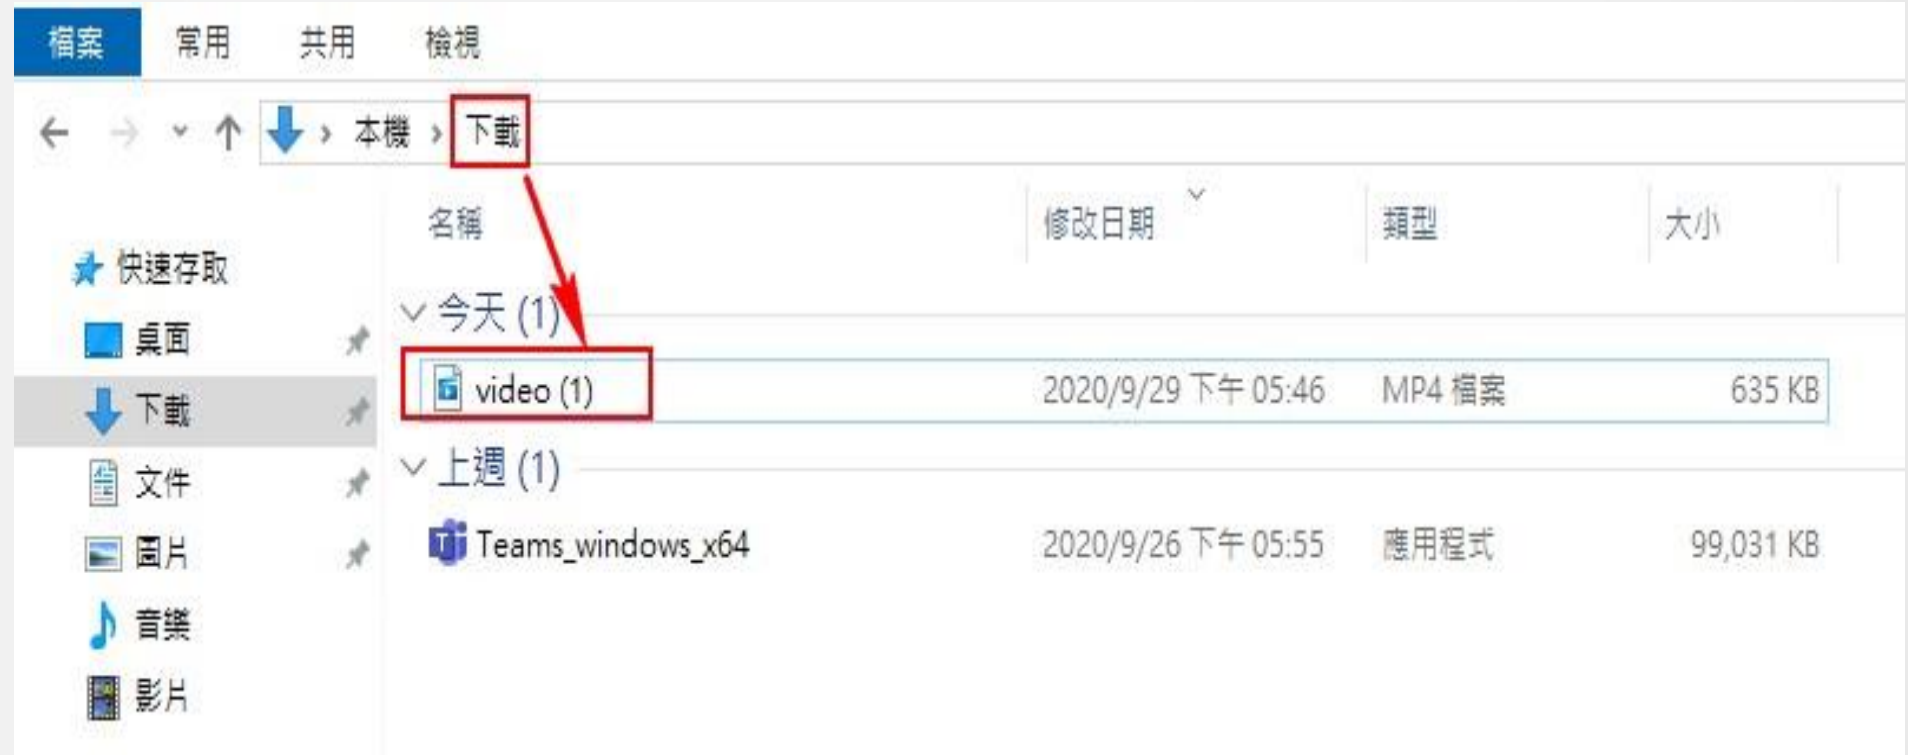 檔案 常用 共用 檢視
本機 › 下載
名稱 修改日期 類型 大小
快速存取
今天 (1)
桌面
video (1) 2020/9/29 下午 05:46 MP4 檔案 635 KB
下載
上週 (1)
文件
Teams_windows_x64 2020/9/26 下午 05:55 應用程式 99,031 KB
圖片
音樂
影片